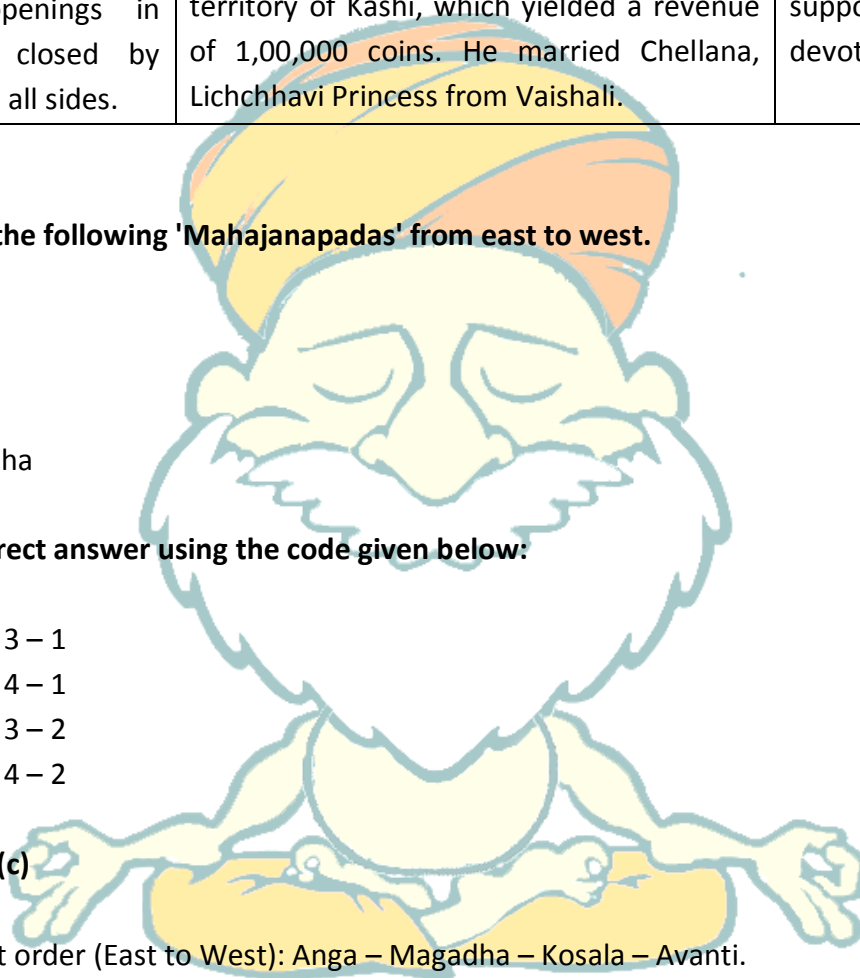 penings in
closed by
all sides.
territory of Kashi, which yielded a revenue
of 1,00,000 coins. He married Chellana,
Lichchhavi Princess from Vaishali.
suppo
devot
the following 'Mahajanapadas' from east to west.
ha
rect answer using the code given below:
3 – 1
4 – 1
3 – 2
4 – 2
(c)
t order (East to West): Anga – Magadha – Kosala – Avanti.